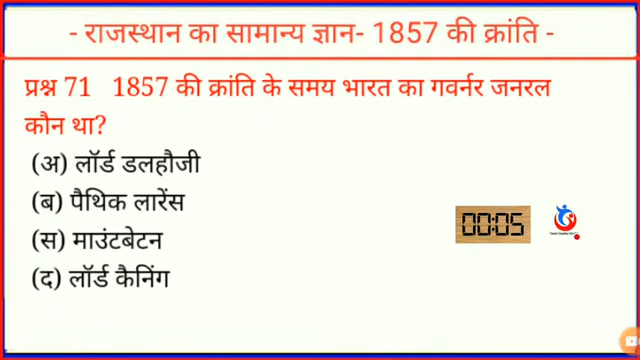 - राजस्थान का सामान्य ज्ञान- 1857 की क्रांति -
प्रश्न 71 1857 की क्रांति के समय भारत का गवर्नर जनरल
कौन था?
(अ) लॉर्ड डलहौजी
(ब) पैथिक लारेंस
(स) माउंटबेटन
(द) लॉर्ड कैनिंग
00:05